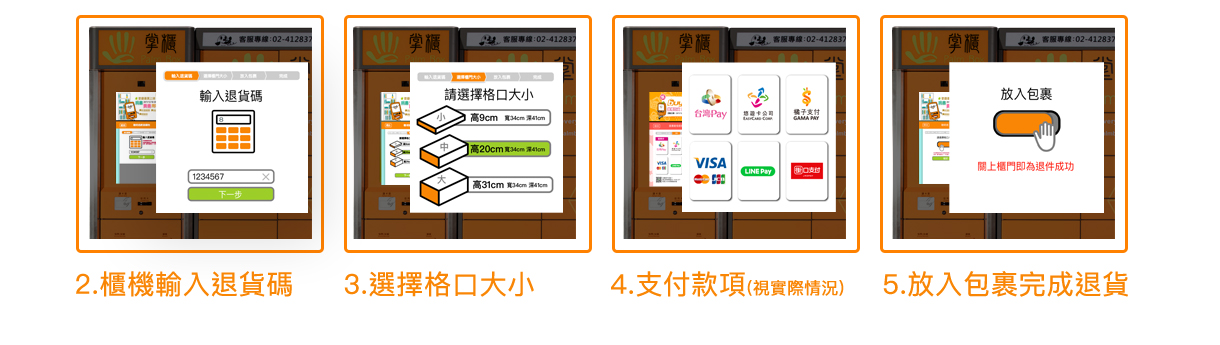 掌櫃
客服專線:02-412837
輸入退貨碼
選擇櫃門大小
放入包裹
完成
輸入退貨碼
8
1234567
下一步
2.櫃機輸入退貨碼
掌櫃
客服專線:02-412837
輸入退貨碼
選擇櫃門大小
放入包裹
完成
請選擇格口大小
小
高9cm 寬34cm 深41cm
中
高20cm 寬34cm 深41cm
大
高31cm 寬34cm 深41cm
3.選擇格口大小
掌櫃
客服專線:02-412837
台灣Pay
悠遊卡公司
EASYCARD CORP.
橘子支付
GAMA PAY
VISA
LINE Pay
街口支付
4.支付款項(視實際情況)
掌櫃
客服專線:02-412837
放入包裹
關上櫃門即為退件成功
5.放入包裹完成退貨